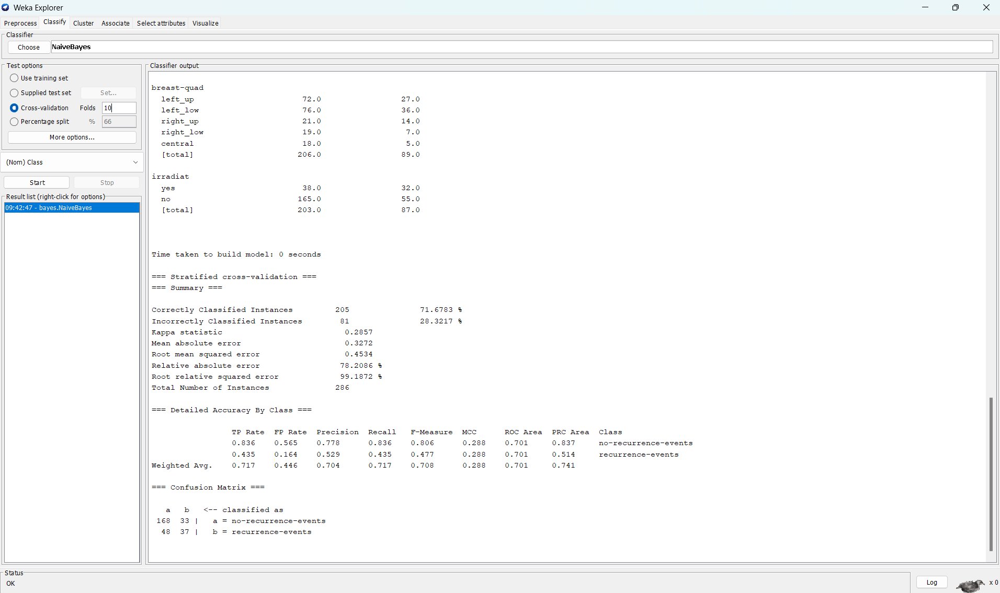 Weka Explorer
Preprocess Classify Cluster Associate Select attributes Visualize
Classifier
Choose NaiveBayes
Test options
Use training set
Supplied test set Set...
Cross-validation Folds 10
Percentage split % 66
More options...
(Nom) Class
Start Stop
Result list (right-click for options)
09:42:47 - bayes.NaiveBayes
Classifier output
breast-quad
left_up 72.0 27.0
left_low 76.0 36.0
right_up 21.0 14.0
right_low 19.0 7.0
central 18.0 5.0
[total] 206.0 89.0
irradiat
yes 38.0 32.0
no 165.0 55.0
[total] 203.0 87.0
Time taken to build model: 0 seconds
=== Stratified cross-validation ===
=== Summary ===
Correctly Classified Instances 205 71.6783 %
Incorrectly Classified Instances 81 28.3217 %
Kappa statistic 0.2857
Mean absolute error 0.3272
Root mean squared error 0.4534
Relative absolute error 78.2086 %
Root relative squared error 99.1872 %
Total Number of Instances 286
=== Detailed Accuracy By Class ===
TP Rate FP Rate Precision Recall F-Measure MCC ROC Area PRC Area Class
0.836 0.565 0.778 0.836 0.806 0.288 0.701 0.837 no-recurrence-events
0.435 0.164 0.529 0.435 0.477 0.288 0.701 0.514 recurrence-events
Weighted Avg. 0.717 0.446 0.704 0.717 0.708 0.288 0.701 0.741
=== Confusion Matrix ===
a b <-- classified as
168 33 | a = no-recurrence-events
48 37 | b = recurrence-events
Status
OK
Log x 0